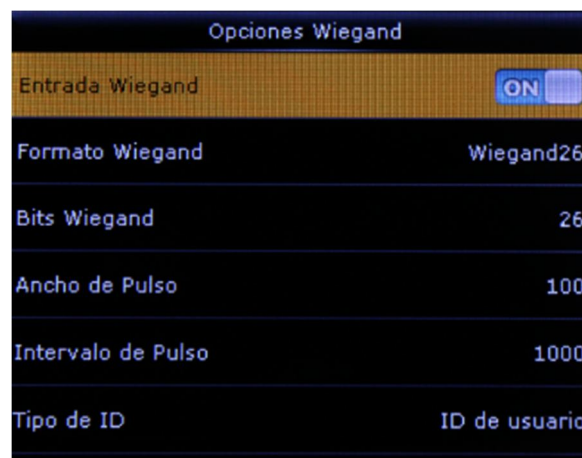 Opciones Wiegand
Entrada Wiegand ON
Formato Wiegand Wiegand26
Bits Wiegand 26
Ancho de Pulso 100
Intervalo de Pulso 1000
Tipo de ID ID de usuario